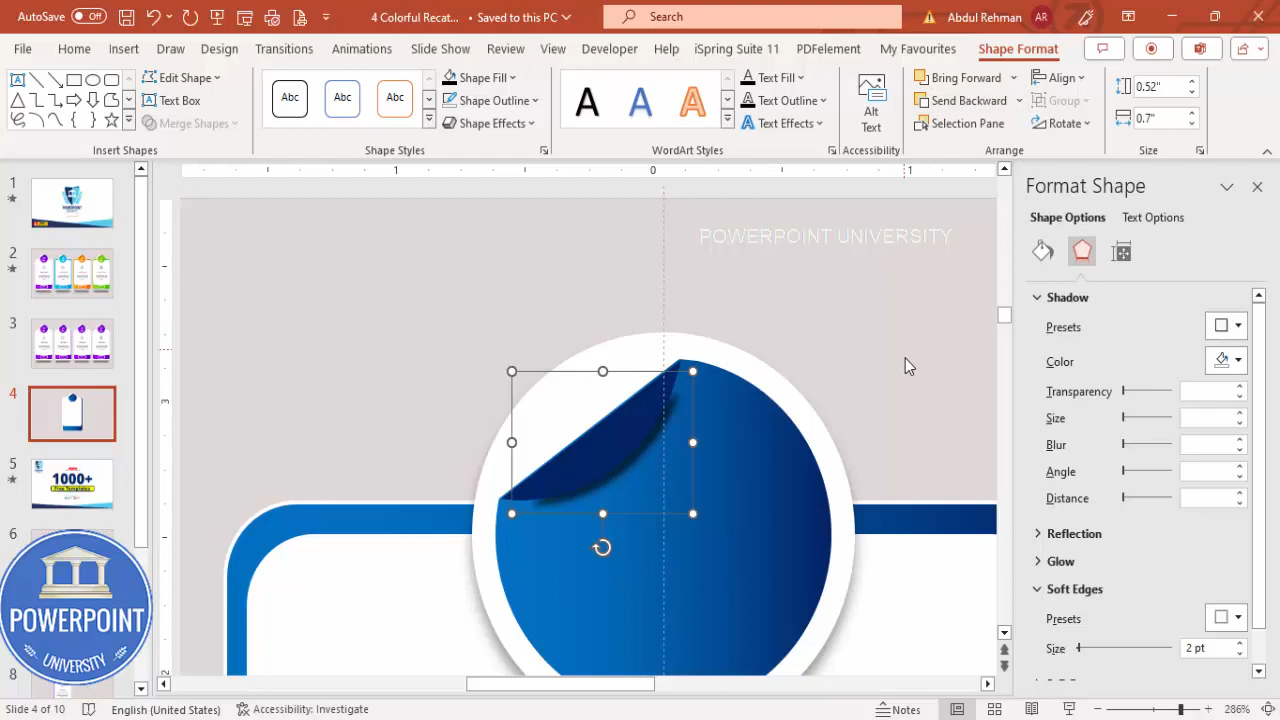 AutoSave Off 4 Colorful Recat... - Saved to this PC Search Abdul Rehman AR
File Home Insert Draw Design Transitions Animations Slide Show Review View Developer Help iSpring Suite 11 PDFelement My Favourites Shape Format
Edit Shape
Text Box
Merge Shapes
Insert Shapes
Abc Abc Abc
Shape Fill
Shape Outline
Shape Effects
Shape Styles
A A A
Text Fill
Text Outline
Text Effects
WordArt Styles
Alt
Text
Accessibility
Bring Forward
Send Backward
Selection Pane
Align
Group
Rotate
Arrange
0.52"
0.7"
Size
1 0 1
3
2
1
2
3
4
5
6
8
1000+
POWERPOINT UNIVERSITY
POWERPOINT
UNIVERSITY
Format Shape
Shape Options Text Options
Shadow
Presets
Color
Transparency
Size
Blur
Angle
Distance
Reflection
Glow
Soft Edges
Presets
Size 2 pt
Slide 4 of 10 English (United States) Accessibility: Investigate Notes 286%